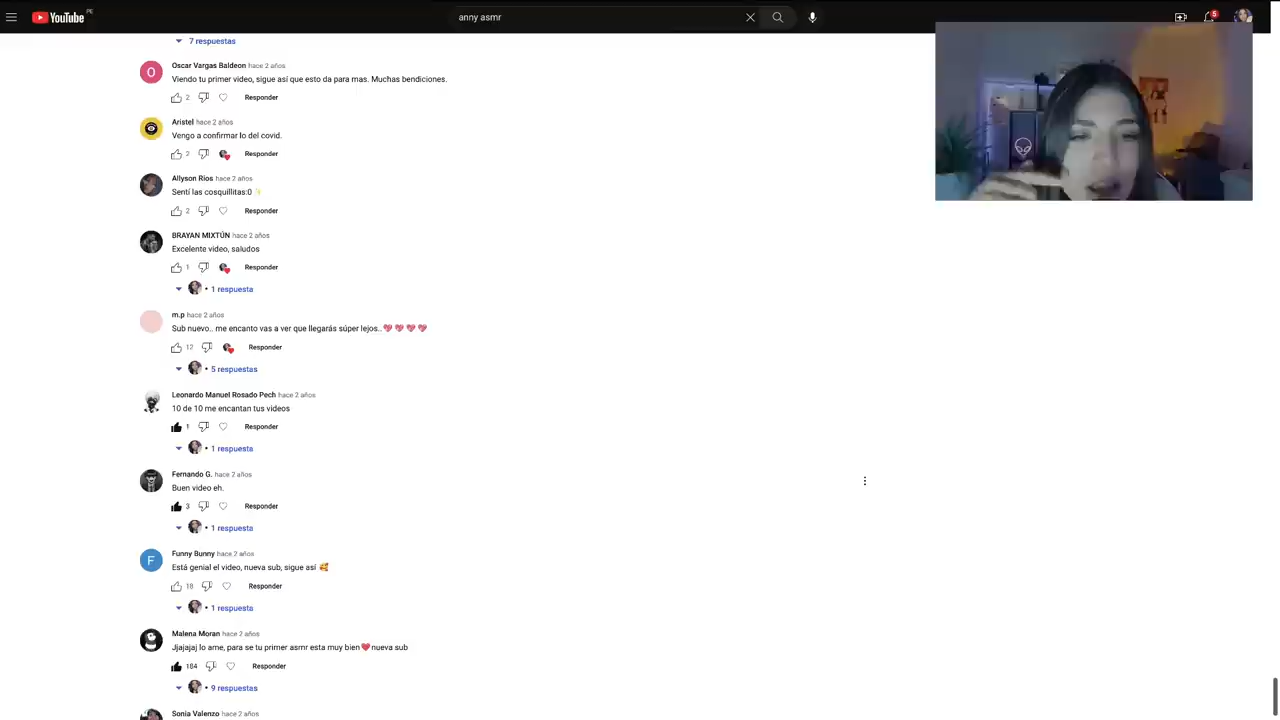 YouTube PE
anny asmr
5
7 respuestas
O
Oscar Vargas Baldeon hace 2 años
Viendo tu primer video, sigue así que esto da para mas. Muchas bendiciones.
2 Responder
Aristel hace 2 años
Vengo a confirmar lo del covid.
2 Responder
Allyson Rios hace 2 años
Sentí las cosquillitas:0 ✨
2 Responder
BRAYAN MIXTÚN hace 2 años
Excelente video, saludos
1 Responder
• 1 respuesta
m.p hace 2 años
Sub nuevo.. me encanto vas a ver que llegarás súper lejos..💖💖💖💖
12 Responder
• 5 respuestas
Leonardo Manuel Rosado Pech hace 2 años
10 de 10 me encantan tus videos
1 Responder
• 1 respuesta
Fernando G. hace 2 años
Buen video eh.
3 Responder
• 1 respuesta
F
Funny Bunny hace 2 años
Está genial el video, nueva sub, sigue así 🥰
18 Responder
• 1 respuesta
Malena Moran hace 2 años
Jjajajaj lo ame, para se tu primer asmr esta muy bien❤️nueva sub
184 Responder
• 9 respuestas
Sonia Valenzo hace 2 años